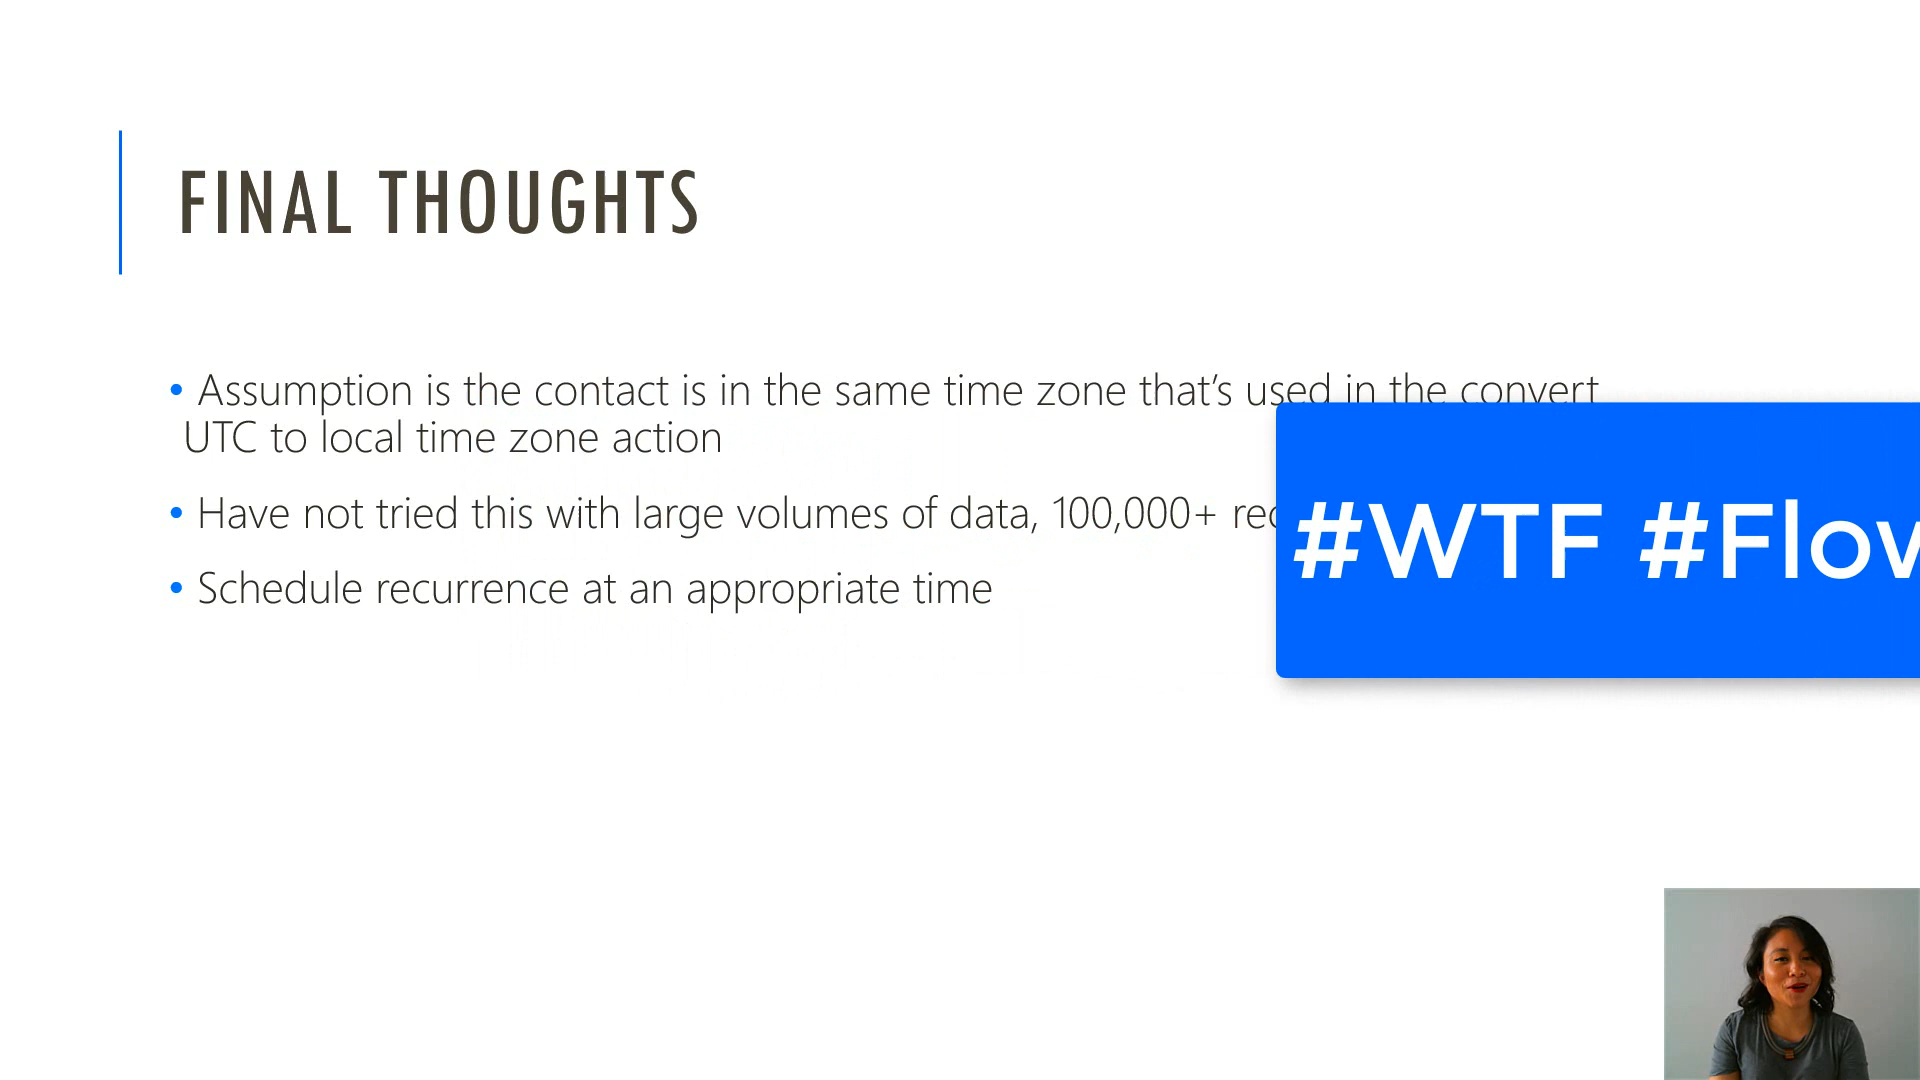 FINAL THOUGHTS
• Assumption is the contact is in the same time zone that’s used in the convert
UTC to local time zone action
• Have not tried this with large volumes of data, 100,000+
• Schedule recurrence at an appropriate time
#WTF